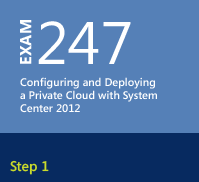 EXAM 247
Configuring and Deploying
a Private Cloud with System
Center 2012
Step 1